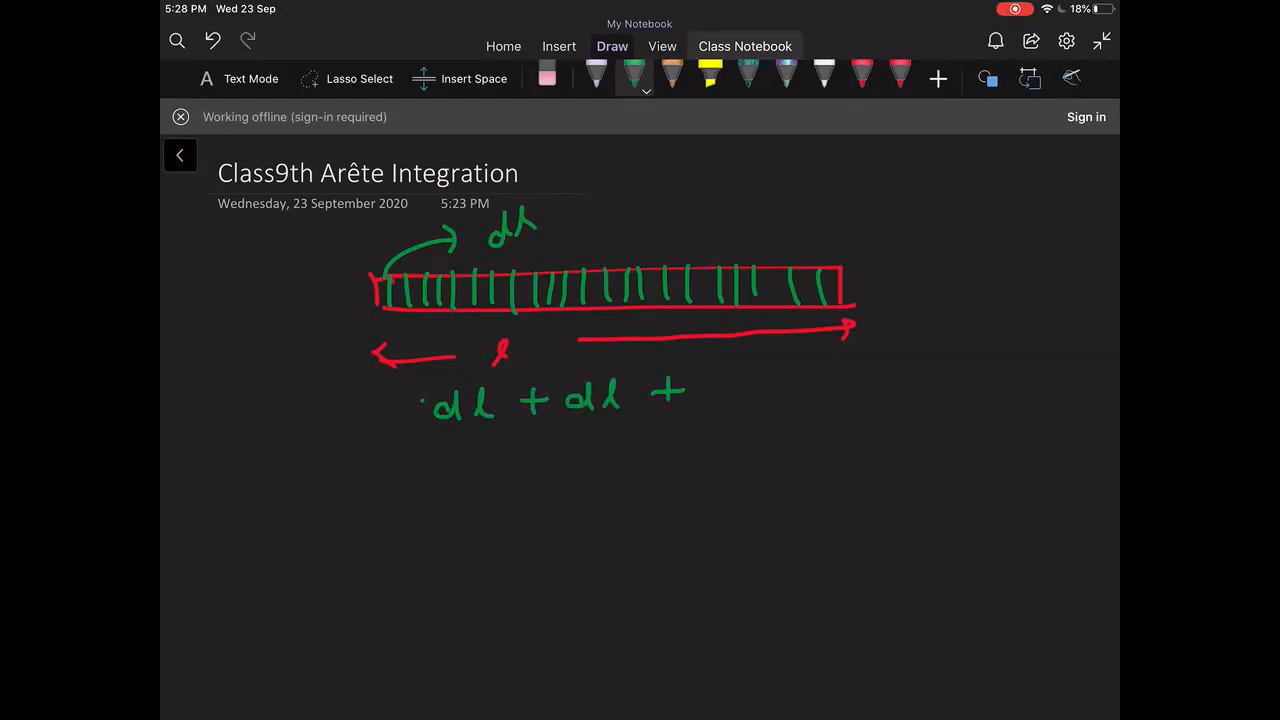 5:28 PM Wed 23 Sep 18%
My Notebook
Home Insert Draw View Class Notebook
A Text Mode Lasso Select Insert Space
Working offline (sign-in required) Sign in
Class9th Arête Integration
Wednesday, 23 September 2020 5:23 PM
dl
l
dl + dl +